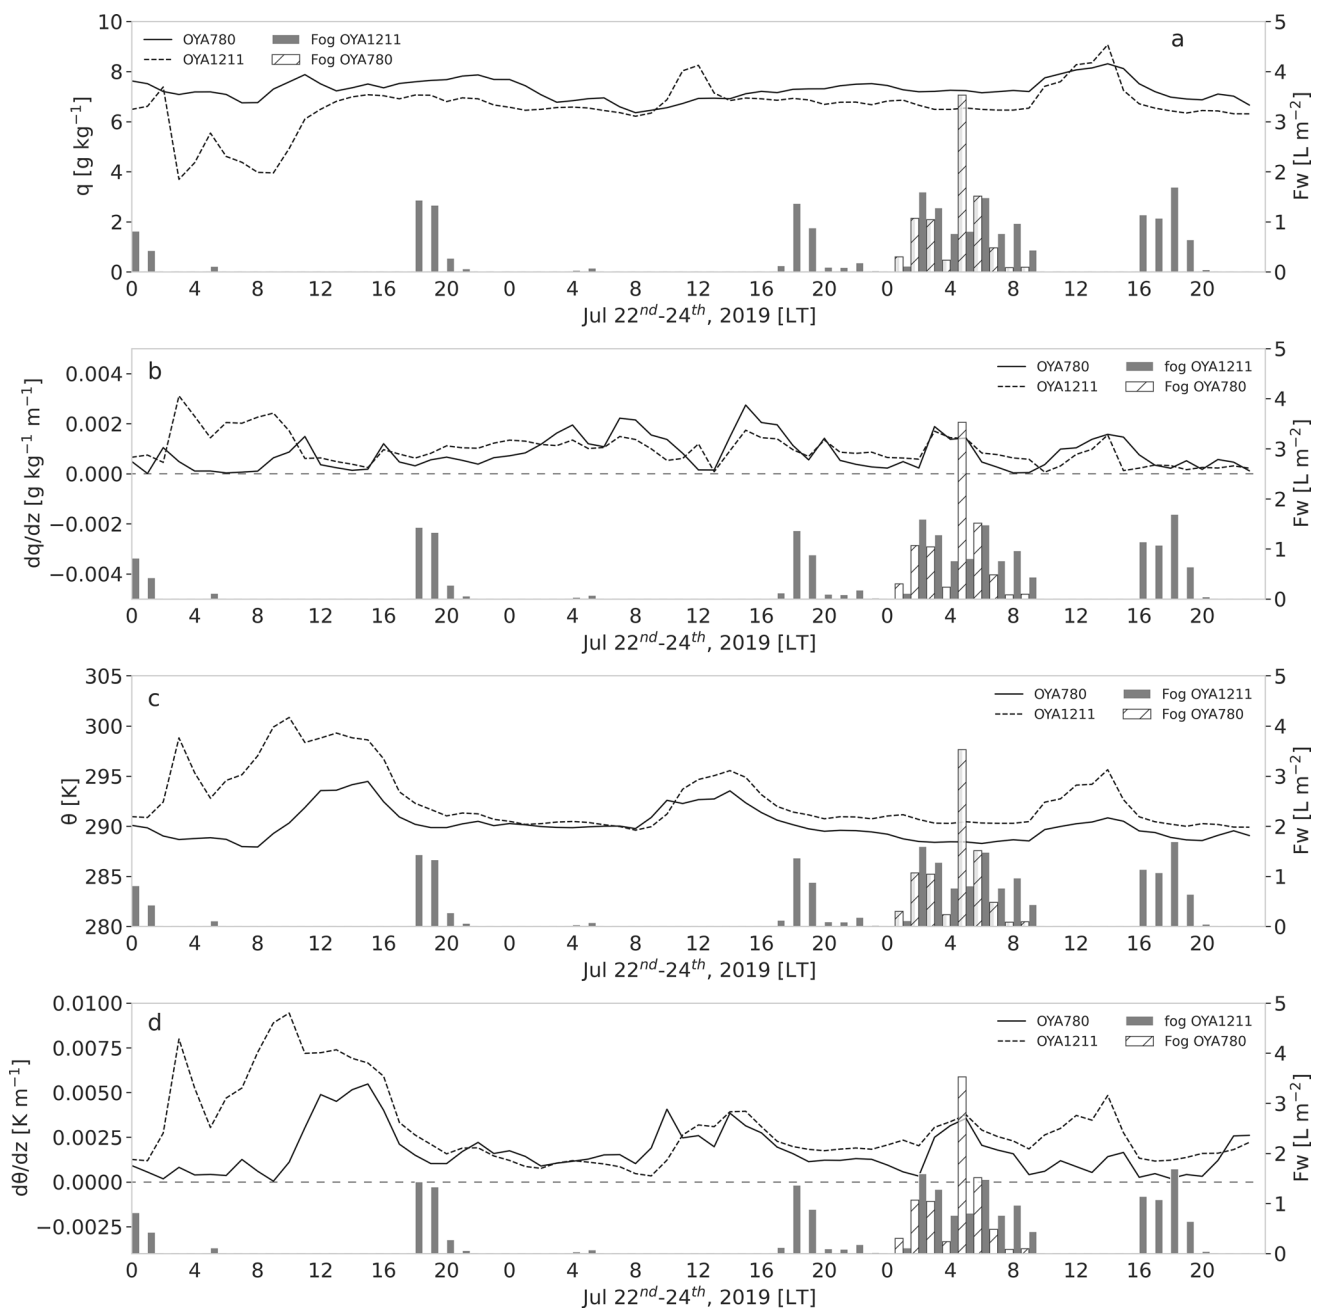 a
OYA780 Fog OYA1211
OYA1211 Fog OYA780
10 8 6 4 2 0
q [g kg⁻¹]
5 4 3 2 1 0
Fw [L m⁻²]
0 4 8 12 16 20 0 4 8 12 16 20 0 4 8 12 16 20
Jul 22ⁿᵈ-24ᵗʰ, 2019 [LT]
b
OYA780 fog OYA1211
OYA1211 Fog OYA780
0.004 0.002 0.000 −0.002 −0.004
dq/dz [g kg⁻¹ m⁻¹]
5 4 3 2 1 0
Fw [L m⁻²]
0 4 8 12 16 20 0 4 8 12 16 20 0 4 8 12 16 20
Jul 22ⁿᵈ-24ᵗʰ, 2019 [LT]
c
OYA780 Fog OYA1211
OYA1211 Fog OYA780
305 300 295 290 285 280
θ [K]
5 4 3 2 1 0
Fw [L m⁻²]
0 4 8 12 16 20 0 4 8 12 16 20 0 4 8 12 16 20
Jul 22ⁿᵈ-24ᵗʰ, 2019 [LT]
d
OYA780 fog OYA1211
OYA1211 Fog OYA780
0.0100 0.0075 0.0050 0.0025 0.0000 −0.0025
dθ/dz [K m⁻¹]
5 4 3 2 1 0
Fw [L m⁻²]
0 4 8 12 16 20 0 4 8 12 16 20 0 4 8 12 16 20
Jul 22ⁿᵈ-24ᵗʰ, 2019 [LT]